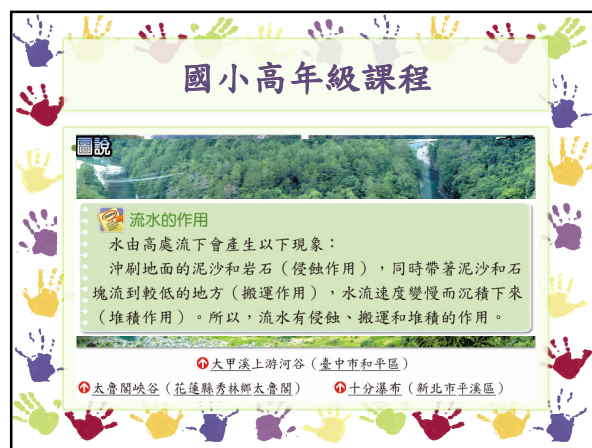 國小高年級課程
圖說
流水的作用
水由高處流下會產生以下現象：
沖刷地面的泥沙和岩石（侵蝕作用），同時帶著泥沙和石
塊流到較低的地方（搬運作用），水流速度變慢而沉積下來
（堆積作用）。所以，流水有侵蝕、搬運和堆積的作用。
大甲溪上游河谷（臺中市和平區）
太魯閣峽谷（花蓮縣秀林鄉太魯閣） 十分瀑布（新北市平溪區）